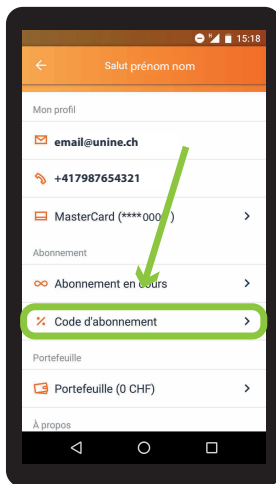 15:18
Salut prénom nom
Mon profil
email@unine.ch
+417987654321
MasterCard (****000 )
Abonnement
Abonnement en cours
Code d'abonnement
Portefeuille
Portefeuille (0 CHF)
À propos